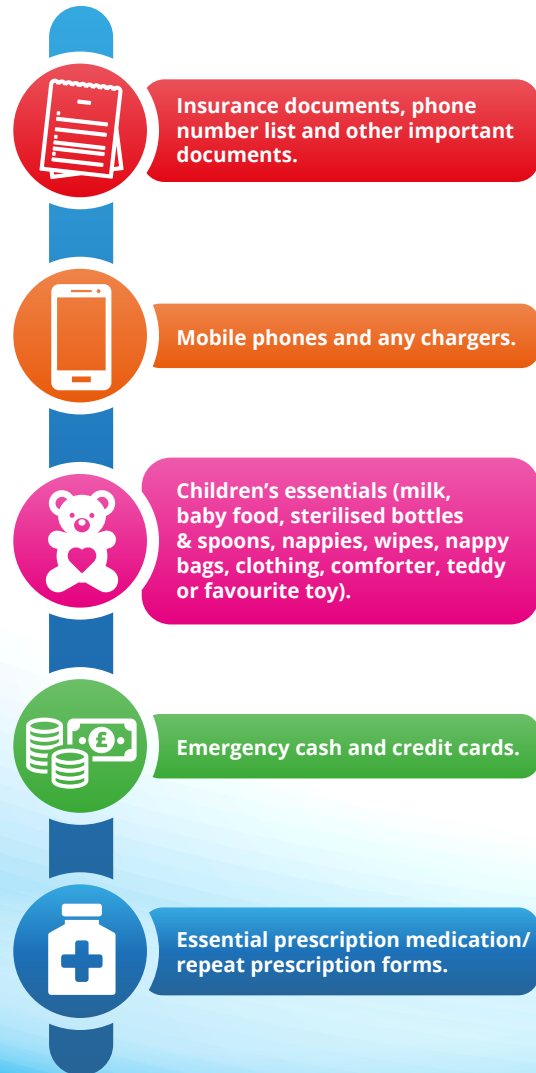 Insurance documents, phone
number list and other important
documents.
Mobile phones and any chargers.
Children’s essentials (milk,
baby food, sterilised bottles
& spoons, nappies, wipes, nappy
bags, clothing, comforter, teddy
or favourite toy).
£
Emergency cash and credit cards.
Essential prescription medication/
repeat prescription forms.